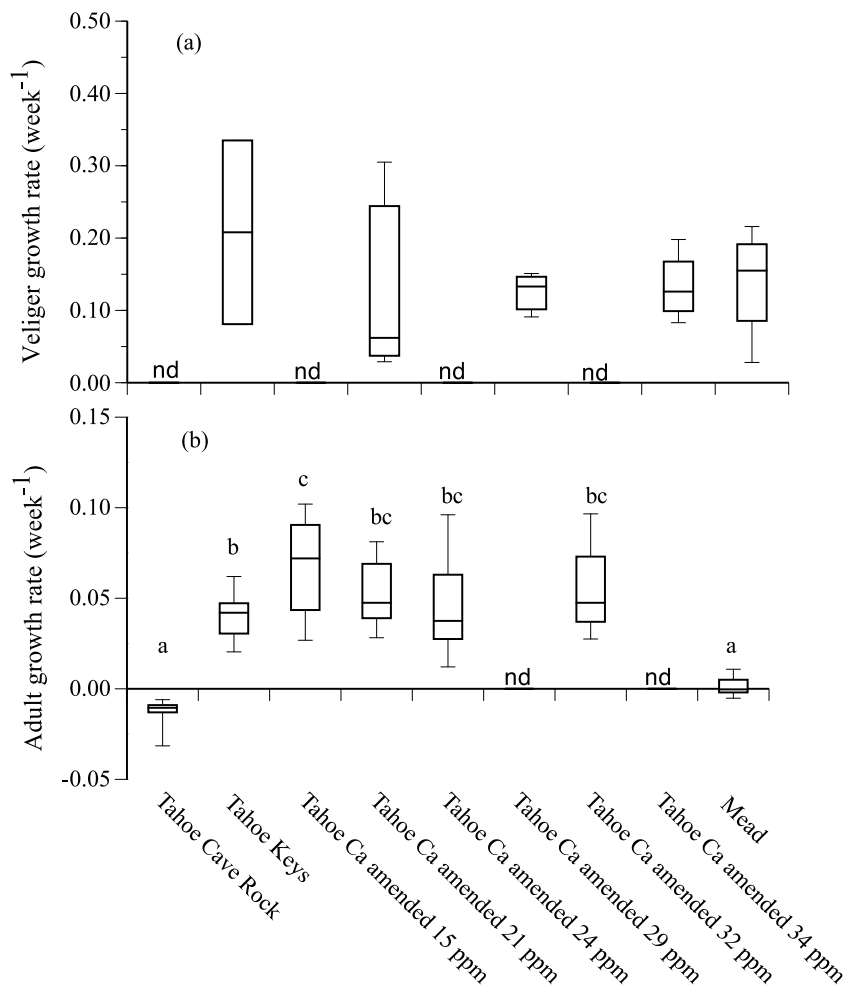 0.50
(a)
0.40
0.30
0.20
0.10
0.00
Veliger growth rate (week-1)
nd
nd
nd
nd
0.15
(b)
0.10
0.05
0.00
-0.05
Adult growth rate (week-1)
a
b
c
bc
bc
nd
bc
nd
a
Tahoe Cave Rock
Tahoe Keys
Tahoe Ca amended 15 ppm
Tahoe Ca amended 21 ppm
Tahoe Ca amended 24 ppm
Tahoe Ca amended 29 ppm
Tahoe Ca amended 32 ppm
Tahoe Ca amended 34 ppm
Mead